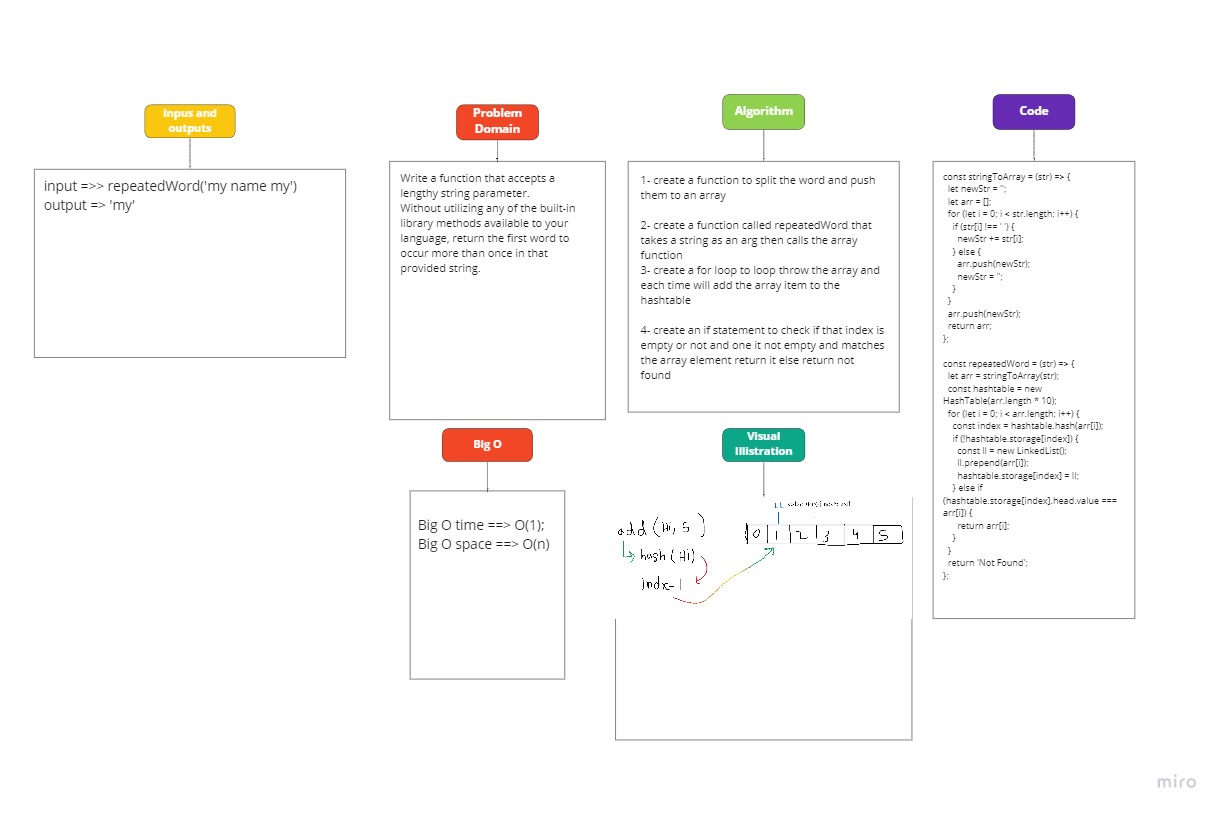 Inpus and
outputs
input =>> repeatedWord('my name my')
output => 'my'
Problem
Domain
Write a function that accepts a
lengthy string parameter.
Without utilizing any of the built-in
library methods available to your
language, return the first word to
occur more than once in that
provided string.
Algorithm
1- create a function to split the word and push
them to an array
2- create a function called repeatedWord that
takes a string as an arg then calls the array
function
3- create a for loop to loop throw the array and
each time will add the array item to the
hashtable
4- create an if statement to check if that index is
empty or not and one it not empty and matches
the array element return it else return not
found
Code
const stringToArray = (str) => {
let newStr = '';
let arr = [];
for (let i = 0; i < str.length; i++) {
if (str[i] !== ' ') {
newStr += str[i];
} else {
arr.push(newStr);
newStr = '';
}
}
arr.push(newStr);
return arr;
};
const repeatedWord = (str) => {
let arr = stringToArray(str);
const hashtable = new
HashTable(arr.length * 10);
for (let i = 0; i < arr.length; i++) {
const index = hashtable.hash(arr[i]);
if (!hashtable.storage[index]) {
const ll = new LinkedList();
ll.prepend(arr[i]);
hashtable.storage[index] = ll;
} else if
(hashtable.storage[index].head.value ===
arr[i]) {
return arr[i];
}
}
return 'Not Found';
};
Big O
Big O time ==> O(1);
Big O space ==> O(n)
Visual
Illistration
add (Hi, 5)
hash (Hi)
indx-1
0 1 2 3 4 5
miro